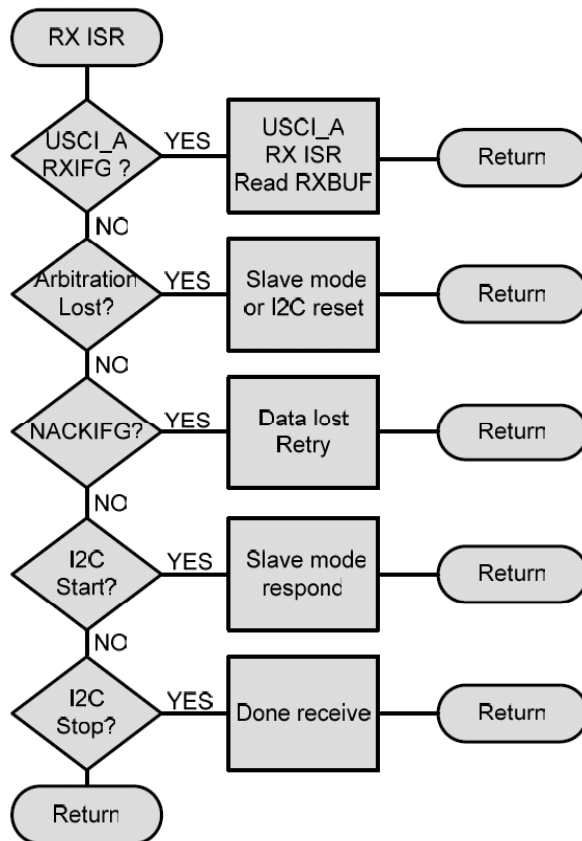 RX ISR
USCI_A
RXIFG ?
YES
USCI_A
RX ISR
Read RXBUF
Return
NO
Arbitration
Lost?
YES
Slave mode
or I2C reset
Return
NO
NACKIFG?
YES
Data lost
Retry
Return
NO
I2C
Start?
YES
Slave mode
respond
Return
NO
I2C
Stop?
YES
Done receive
Return
Return